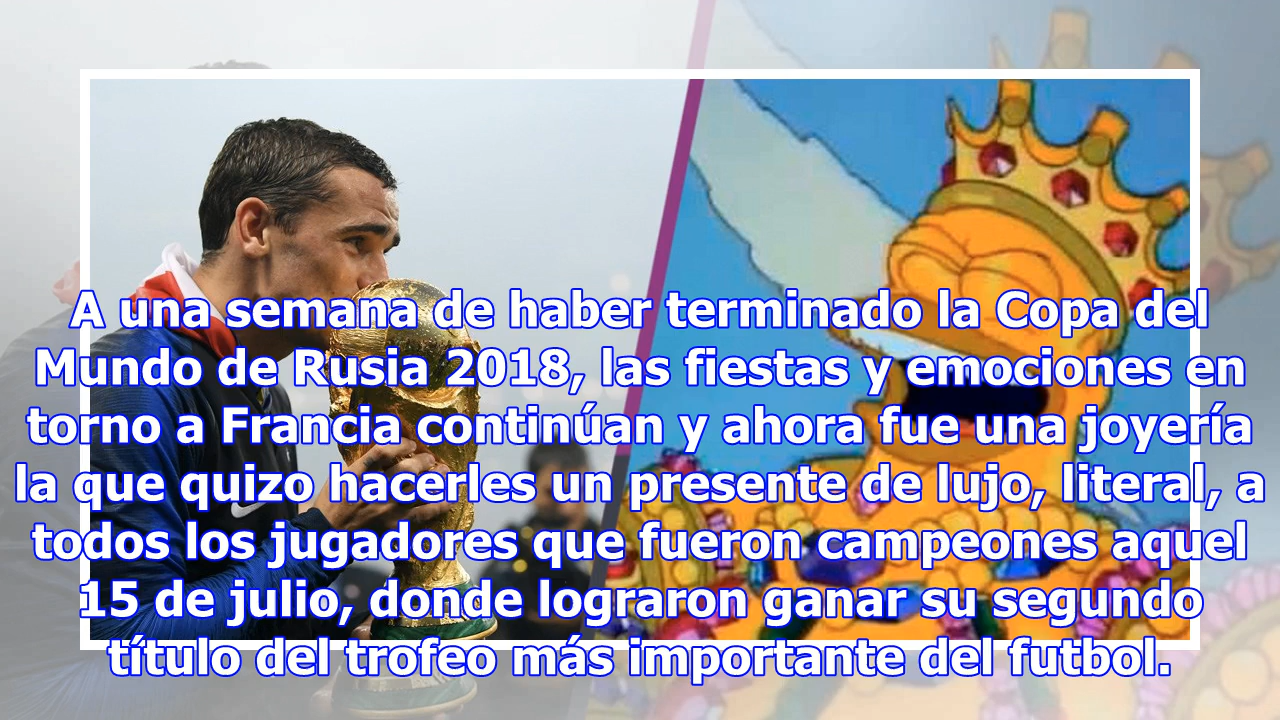 A una semana de haber terminado la Copa del
Mundo de Rusia 2018, las fiestas y emociones en
torno a Francia continúan y ahora fue una joyería
la que quizo hacerles un presente de lujo, literal, a
todos los jugadores que fueron campeones aquel
15 de julio, donde lograron ganar su segundo
título del trofeo más importante del futbol.